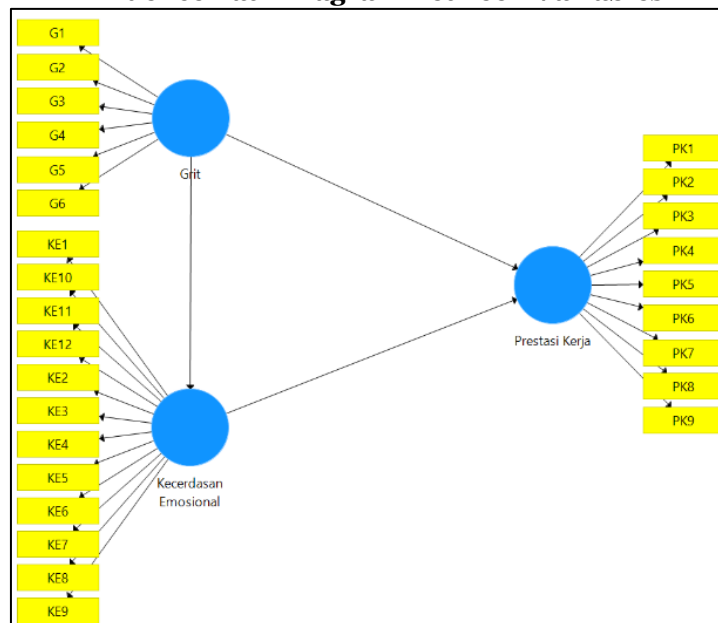 G1
G2
G3
G4
G5
G6
Grit
KE1
KE10
KE11
KE12
KE2
KE3
KE4
KE5
KE6
KE7
KE8
KE9
Kecerdasan
Emosional
PK1
PK2
PK3
PK4
PK5
PK6
PK7
PK8
PK9
Prestasi Kerja